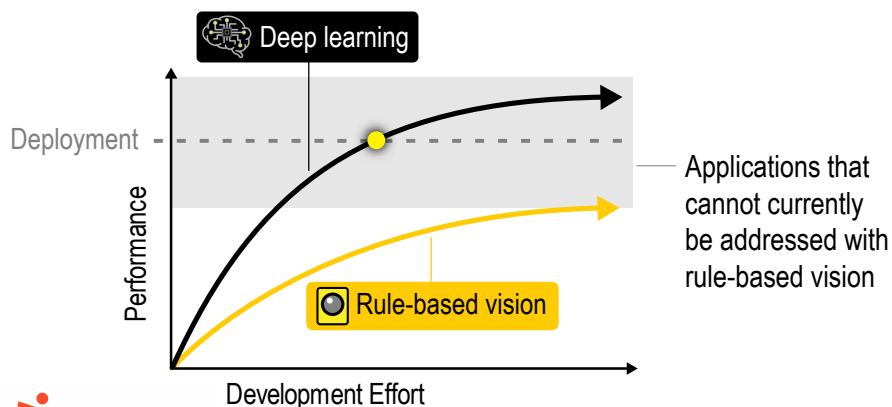 Deep learning
Deployment
Applications that
cannot currently
be addressed with
rule-based vision
Performance
Rule-based vision
Development Effort